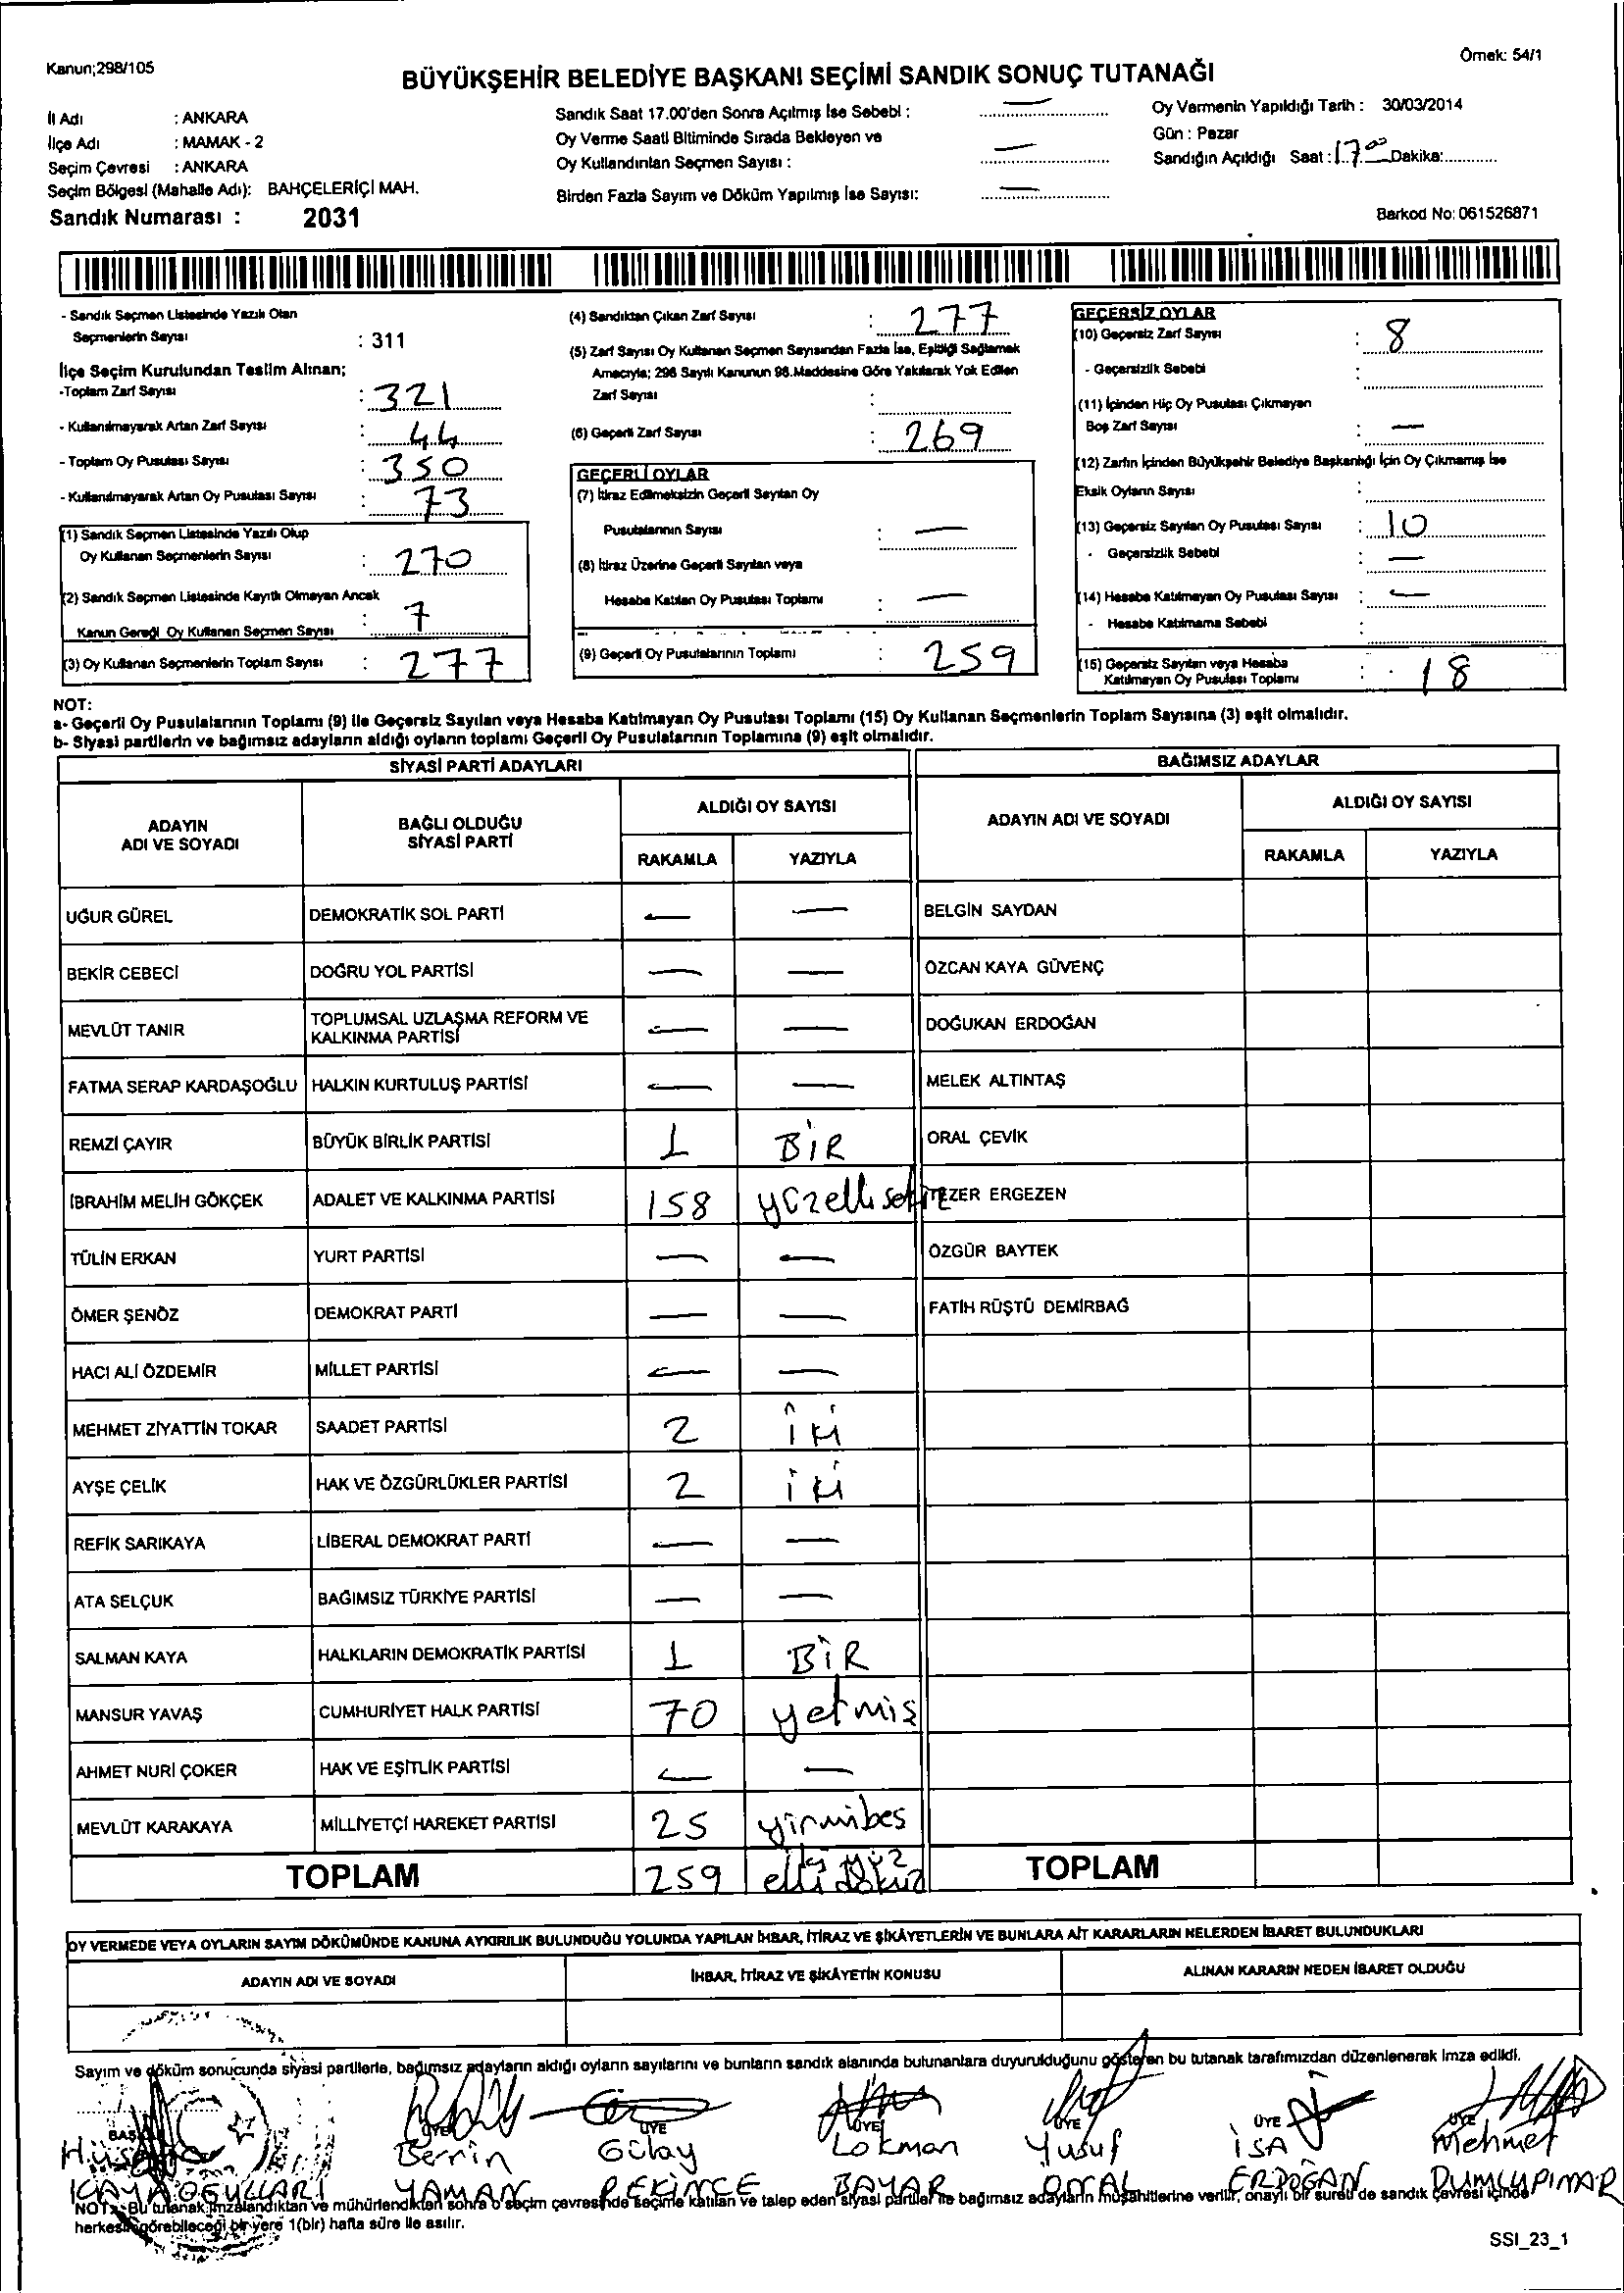 Kanun;298/105
Örnek: 54/1
BÜYÜKŞEHİR BELEDİYE BAŞKANI SEÇİMİ SANDIK SONUÇ TUTANAĞI
İl Adı : ANKARA
İlçe Adı : MAMAK - 2
Seçim Çevresi : ANKARA
Seçim Bölgesi (Mahalle Adı): BAHÇELERİÇİ MAH.
Sandık Numarası : 2031
Sandık Saat 17.00'den Sonra Açılmış İse Sebebi : —
Oy Verme Saati Bitiminde Sırada Bekleyen ve
Oy Kullandırılan Seçmen Sayısı : —
Birden Fazla Sayım ve Döküm Yapılmış İse Sayısı: —
Oy Vermenin Yapıldığı Tarih : 30/03/2014
Gün : Pazar
Sandığın Açıldığı Saat : 17 00 Dakika:
Barkod No: 061526871
- Sandık Seçmen Listesinde Yazılı Olan
Seçmenlerin Sayısı : 311
İlçe Seçim Kurulundan Teslim Alınan;
-Toplam Zarf Sayısı : 321
- Kullanılmayarak Artan Zarf Sayısı : 44
- Toplam Oy Pusulası Sayısı : 350
- Kullanılmayarak Artan Oy Pusulası Sayısı : 73
(1) Sandık Seçmen Listesinde Yazılı Olup
Oy Kullanan Seçmenlerin Sayısı : 270
(2) Sandık Seçmen Listesinde Kayıtlı Olmayan Ancak
Kanun Gereği Oy Kullanan Seçmen Sayısı : 7
(3) Oy Kullanan Seçmenlerin Toplam Sayısı : 277
(4) Sandıktan Çıkan Zarf Sayısı : 277
(5) Zarf Sayısı Oy Kullanan Seçmen Sayısından Fazla İse, Eşitliği Sağlamak
Amacıyla; 298 Sayılı Kanunun 98.Maddesine Göre Yakılarak Yok Edilen
Zarf Sayısı :
(6) Geçerli Zarf Sayısı : 269
GEÇERLİ OYLAR
(7) İtiraz Edilmeksizin Geçerli Sayılan Oy
Pusulalarının Sayısı : —
(8) İtiraz Üzerine Geçerli Sayılan veya
Hesaba Katılan Oy Pusulası Toplamı : —
(9) Geçerli Oy Pusulalarının Toplamı : 259
GEÇERSİZ OYLAR
(10) Geçersiz Zarf Sayısı : 8
- Geçersizlik Sebebi :
(11) İçinden Hiç Oy Pusulası Çıkmayan
Boş Zarf Sayısı : —
(12) Zarfın İçinden Büyükşehir Belediye Başkanlığı İçin Oy Çıkmamış İse
Eksik Oyların Sayısı :
(13) Geçersiz Sayılan Oy Pusulası Sayısı : 10
- Geçersizlik Sebebi : —
(14) Hesaba Katılmayan Oy Pusulası Sayısı : —
- Hesaba Katılmama Sebebi :
(15) Geçersiz Sayılan veya Hesaba
Katılmayan Oy Pusulası Toplamı : 18
NOT:
a- Geçerli Oy Pusulalarının Toplamı (9) ile Geçersiz Sayılan veya Hesaba Katılmayan Oy Pusulası Toplamı (15) Oy Kullanan Seçmenlerin Toplam Sayısına (3) eşit olmalıdır.
b- Siyasi partilerin ve bağımsız adayların aldığı oyların toplamı Geçerli Oy Pusulalarının Toplamına (9) eşit olmalıdır.
SİYASİ PARTİ ADAYLARI
BAĞIMSIZ ADAYLAR
ADAYIN ADI VE SOYADI
BAĞLI OLDUĞU SİYASİ PARTİ
ALDIĞI OY SAYISI
RAKAMLA YAZIYLA
ADAYIN ADI VE SOYADI
ALDIĞI OY SAYISI
RAKAMLA YAZIYLA
UĞUR GÜREL DEMOKRATİK SOL PARTİ — — BELGİN SAYDAN
BEKİR CEBECİ DOĞRU YOL PARTİSİ — — ÖZCAN KAYA GÜVENÇ
MEVLÜT TANIR TOPLUMSAL UZLAŞMA REFORM VE KALKINMA PARTİSİ — — DOĞUKAN ERDOĞAN
FATMA SERAP KARDAŞOĞLU HALKIN KURTULUŞ PARTİSİ — — MELEK ALTINTAŞ
REMZİ ÇAYIR BÜYÜK BİRLİK PARTİSİ 1 BİR ORAL ÇEVİK
İBRAHİM MELİH GÖKÇEK ADALET VE KALKINMA PARTİSİ 158 yüzellisekiz TEZER ERGEZEN
TÜLİN ERKAN YURT PARTİSİ — — ÖZGÜR BAYTEK
ÖMER ŞENÖZ DEMOKRAT PARTİ — — FATİH RÜŞTÜ DEMİRBAĞ
HACI ALİ ÖZDEMİR MİLLET PARTİSİ — —
MEHMET ZİYATTİN TOKAR SAADET PARTİSİ 2 iki
AYŞE ÇELİK HAK VE ÖZGÜRLÜKLER PARTİSİ 2 iki
REFİK SARIKAYA LİBERAL DEMOKRAT PARTİ — —
ATA SELÇUK BAĞIMSIZ TÜRKİYE PARTİSİ — —
SALMAN KAYA HALKLARIN DEMOKRATİK PARTİSİ 1 BİR
MANSUR YAVAŞ CUMHURİYET HALK PARTİSİ 70 yetmiş
AHMET NURİ ÇOKER HAK VE EŞİTLİK PARTİSİ — —
MEVLÜT KARAKAYA MİLLİYETÇİ HAREKET PARTİSİ 25 yirmibes
TOPLAM 259 iki yüz elli dokuz TOPLAM
OY VERMEDE VEYA OYLARIN SAYIM DÖKÜMÜNDE KANUNA AYKIRILIK BULUNDUĞU YOLUNDA YAPILAN İHBAR, İTİRAZ VE ŞİKÂYETLERİN VE BUNLARA AİT KARARLARIN NELERDEN İBARET BULUNDUKLARI
ADAYIN ADI VE SOYADI İHBAR, İTİRAZ VE ŞİKÂYETİN KONUSU ALINAN KARARIN NEDEN İBARET OLDUĞU
Sayım ve döküm sonucunda siyasi partilerle, bağımsız adayların aldığı oyların sayılarını ve bunların sandık alanında bulunanlara duyurulduğunu gösteren bu tutanak tarafımızdan düzenlenerek imza edildi.
ÜYE ÜYE ÜYE ÜYE ÜYE ÜYE
Berrin Gülay Lokman Yusuf İSA Mehmet
YAMAN PEKİNCE BAYAR ERDOĞAN DUMLUPINAR
NOT: Bu tutanak imzalandıktan ve mühürlendikten sonra o seçim çevresinde seçime katılan ve talep eden siyasi partiler ile bağımsız adayların müşahitlerine verilir, onaylı bir sureti de sandık çevresi içinde
herkesin görebileceği bir yere 1(bir) hafta süre ile asılır.
SSI_23_1